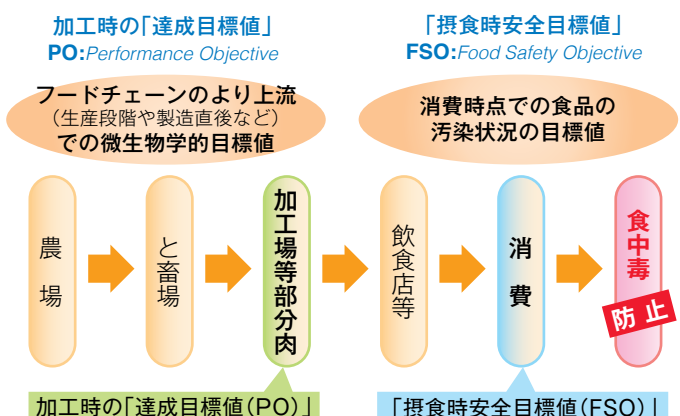 加工時の「達成目標値」
PO:Performance Objective
「摂食時安全目標値」
FSO:Food Safety Objective
フードチェーンのより上流
（生産段階や製造直後など）
での微生物学的目標値
消費時点での食品の
汚染状況の目標値
農場
と畜場
加工場等部分肉
飲食店等
消費
食中毒
防止
加工時の「達成目標値（PO）」
「摂食時安全目標値（FSO）」